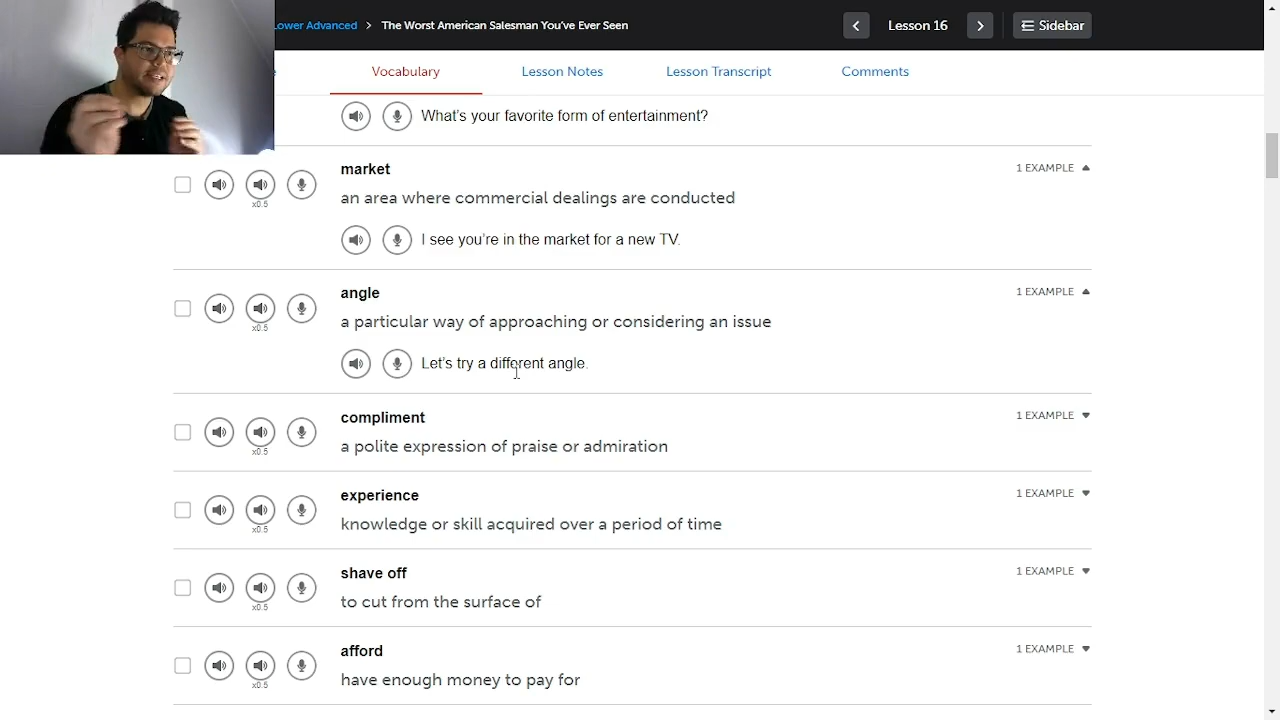 Lower Advanced > The Worst American Salesman You've Ever Seen
Lesson 16
Sidebar
Vocabulary
Lesson Notes
Lesson Transcript
Comments
What's your favorite form of entertainment?
market
1 EXAMPLE
x0.5
an area where commercial dealings are conducted
I see you're in the market for a new TV.
angle
1 EXAMPLE
x0.5
a particular way of approaching or considering an issue
Let's try a different angle.
compliment
1 EXAMPLE
x0.5
a polite expression of praise or admiration
experience
1 EXAMPLE
x0.5
knowledge or skill acquired over a period of time
shave off
1 EXAMPLE
x0.5
to cut from the surface of
afford
1 EXAMPLE
x0.5
have enough money to pay for